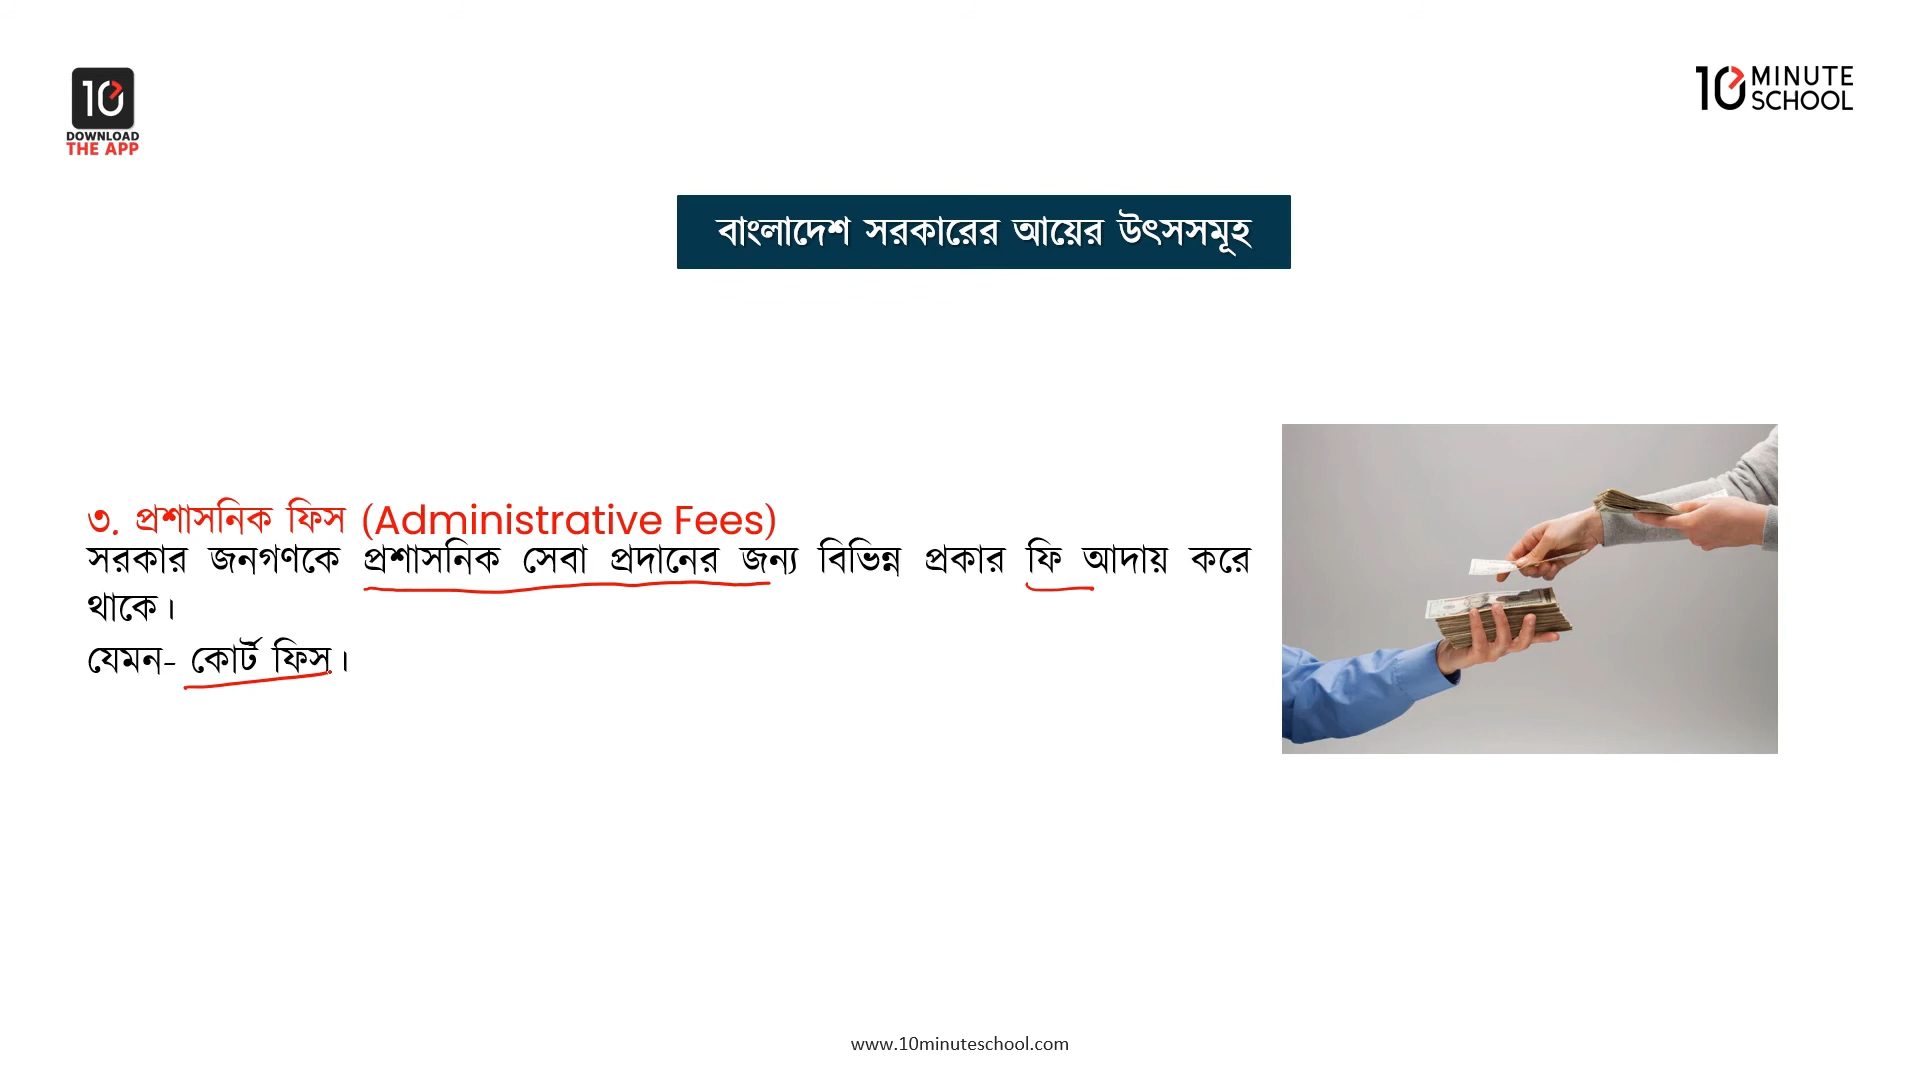 10
DOWNLOAD
THE APP
10 MINUTE
SCHOOL
বাংলাদেশ সরকারের আয়ের উৎসসমূহ
৩. প্রশাসনিক ফিস (Administrative Fees)
সরকার জনগণকে প্রশাসনিক সেবা প্রদানের জন্য বিভিন্ন প্রকার ফি আদায় করে
থাকে।
যেমন- কোর্ট ফিস।
www.10minuteschool.com